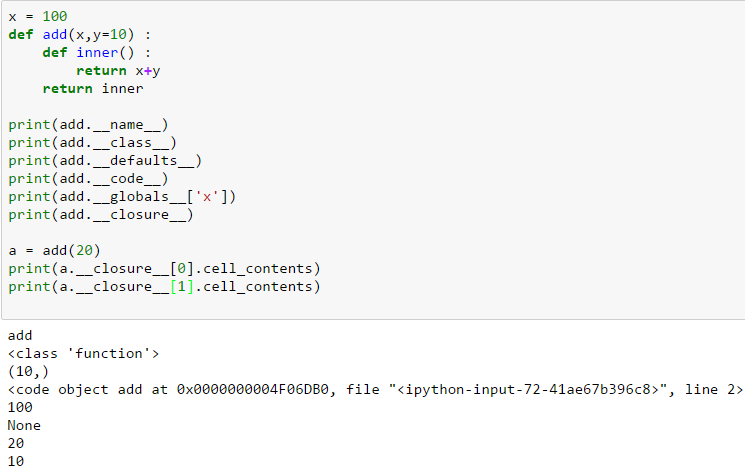 x = 100
def add(x,y=10) :
    def inner() :
        return x+y
    return inner

print(add.__name__)
print(add.__class__)
print(add.__defaults__)
print(add.__code__)
print(add.__globals__['x'])
print(add.__closure__)

a = add(20)
print(a.__closure__[0].cell_contents)
print(a.__closure__[1].cell_contents)

add
<class 'function'>
(10,)
<code object add at 0x0000000004F06DB0, file "<ipython-input-72-41ae67b396c8>", line 2>
100
None
20
10